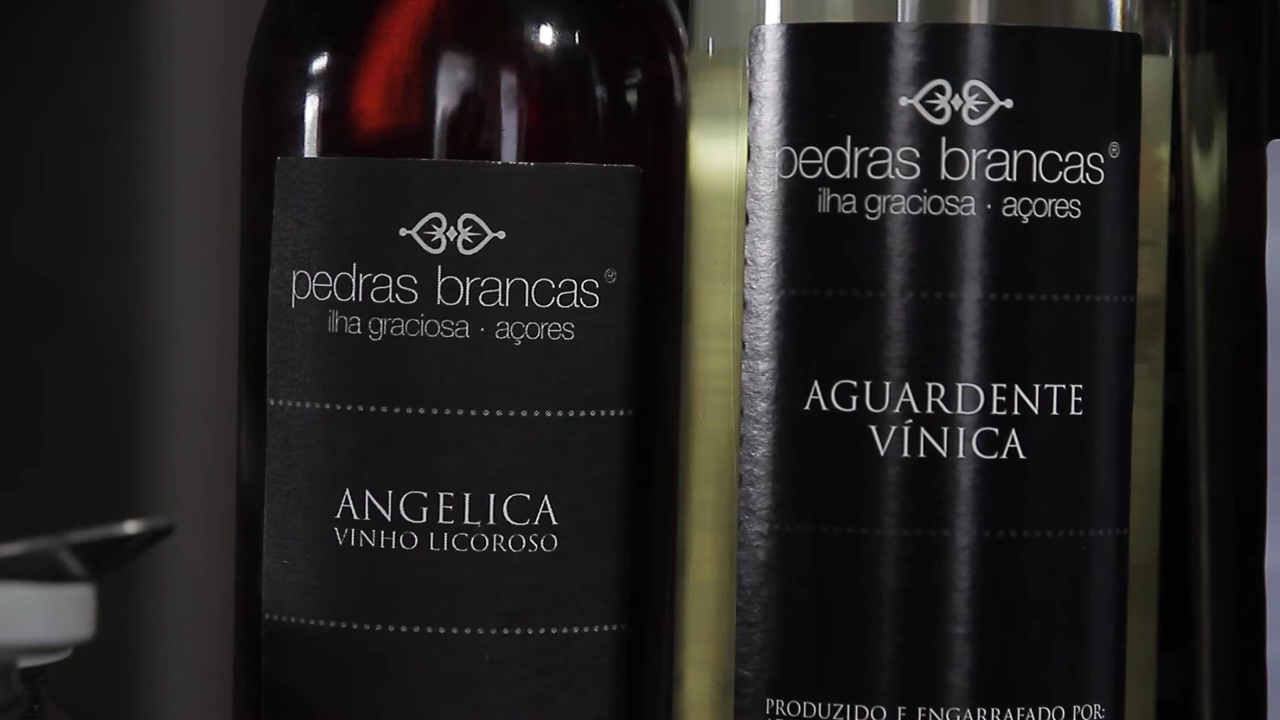 pedras brancas®
ilha graciosa · açores
ANGELICA
VINHO LICOROSO
pedras brancas®
ilha graciosa · açores
AGUARDENTE
VÍNICA
PRODUZIDO E ENGARRAFADO POR: